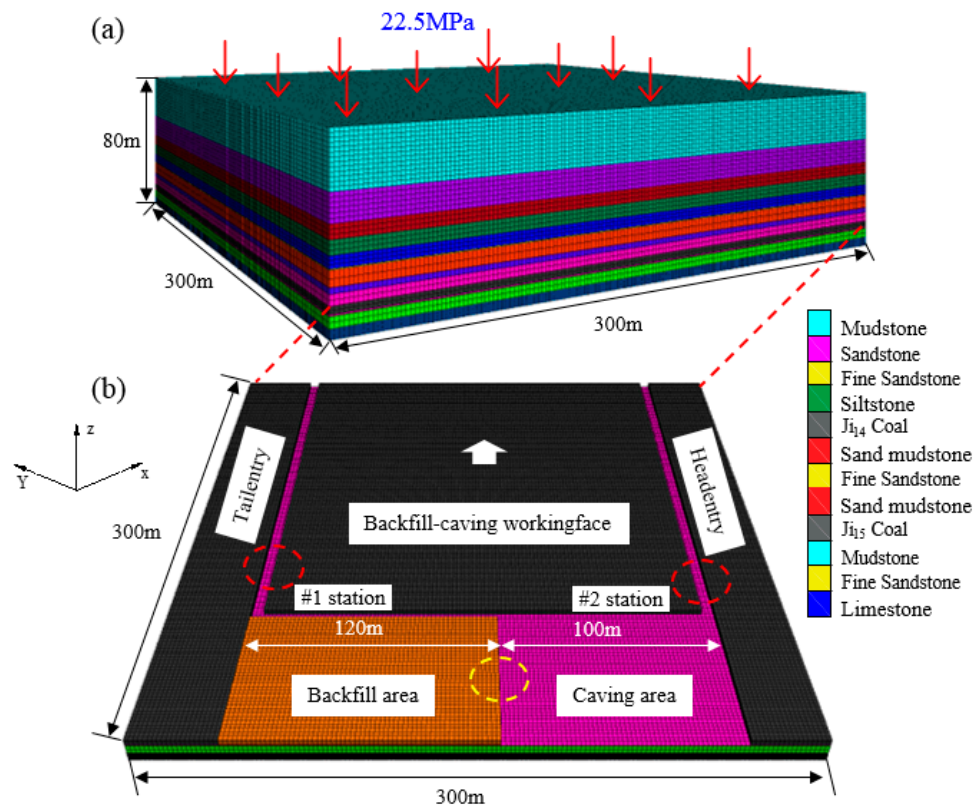 (a)
22.5MPa
80m
300m
300m
Mudstone
Sandstone
Fine Sandstone
Siltstone
Ji14 Coal
Sand mudstone
Fine Sandstone
Sand mudstone
Ji15 Coal
Mudstone
Fine Sandstone
Limestone
(b)
z
x
Y
300m
Tailentry
Headentry
Backfill-caving workingface
#1 station
#2 station
120m
100m
Backfill area
Caving area
300m